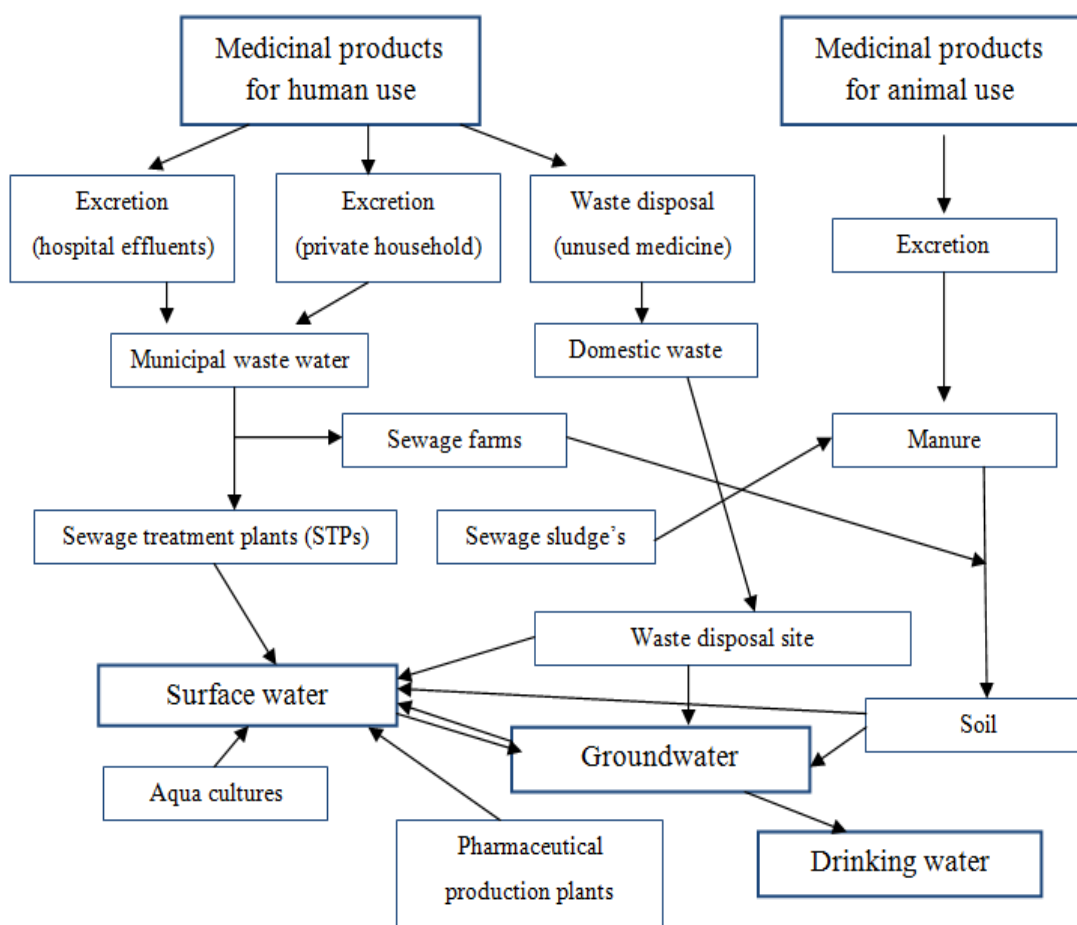 Medicinal products
for human use
Medicinal products
for animal use
Excretion
(hospital effluents)
Excretion
(private household)
Waste disposal
(unused medicine)
Excretion
Municipal waste water
Domestic waste
Sewage farms
Manure
Sewage treatment plants (STPs)
Sewage sludge’s
Waste disposal site
Surface water
Soil
Groundwater
Aqua cultures
Pharmaceutical
production plants
Drinking water